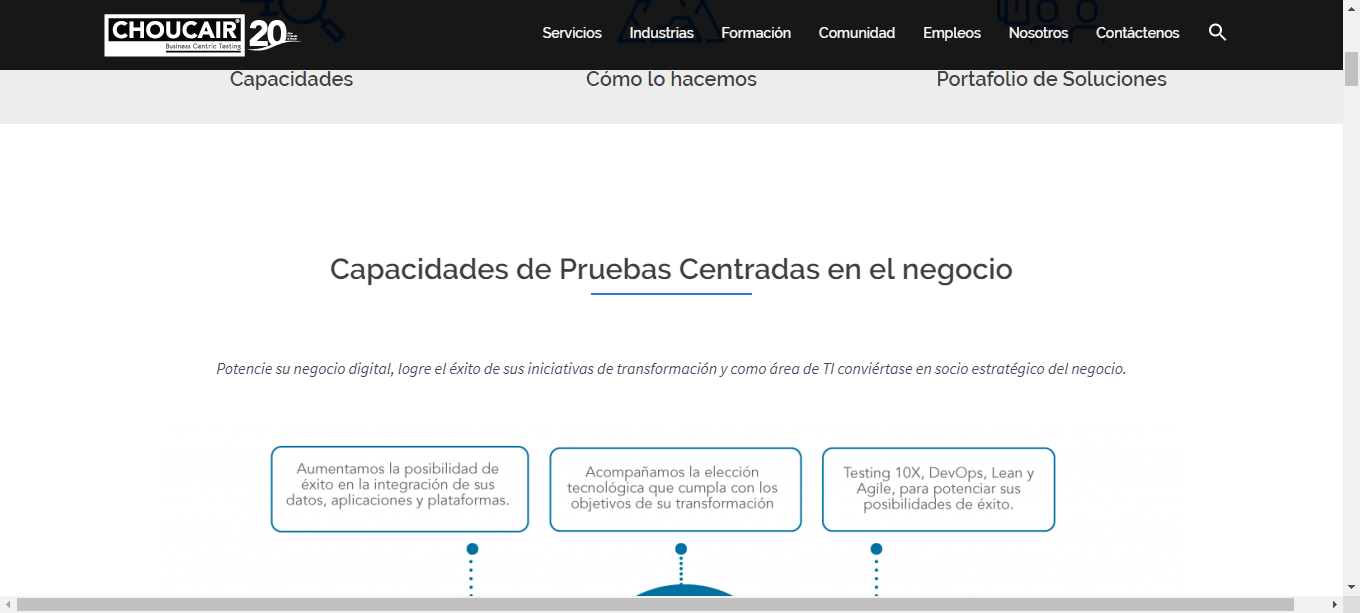 CHOUCAIR
Business Centric Testing
20
Servicios
Industrias
Formación
Comunidad
Empleos
Nosotros
Contáctenos
Capacidades
Cómo lo hacemos
Portafolio de Soluciones
Capacidades de Pruebas Centradas en el negocio
Potencie su negocio digital, logre el éxito de sus iniciativas de transformación y como área de TI conviértase en socio estratégico del negocio.
Aumentamos la posibilidad de
éxito en la integración de sus
datos, aplicaciones y plataformas.
Acompañamos la elección
tecnológica que cumpla con los
objetivos de su transformación
Testing 10X, DevOps, Lean y
Agile, para potenciar sus
posibilidades de éxito.